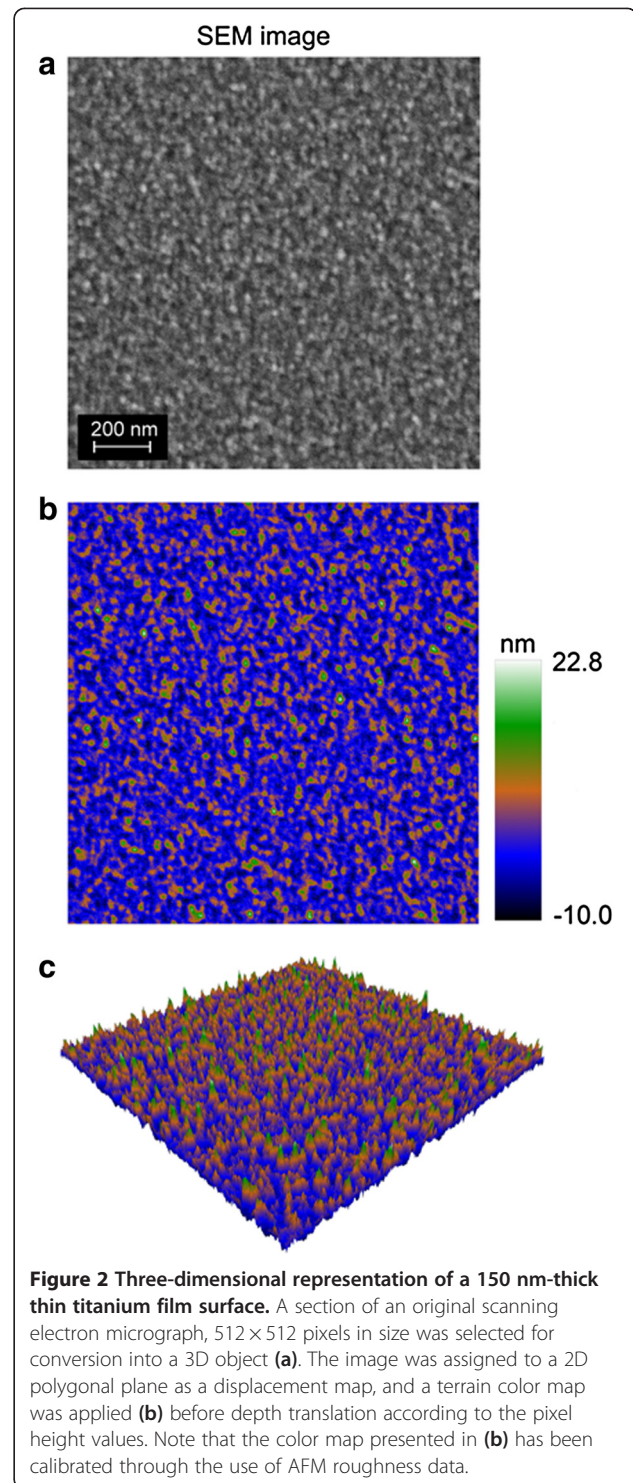 SEM image
a
200 nm
b
nm
22.8
-10.0
c
Figure 2 Three-dimensional representation of a 150 nm-thick
thin titanium film surface. A section of an original scanning
electron micrograph, 512 × 512 pixels in size was selected for
conversion into a 3D object (a). The image was assigned to a 2D
polygonal plane as a displacement map, and a terrain color map
was applied (b) before depth translation according to the pixel
height values. Note that the color map presented in (b) has been
calibrated through the use of AFM roughness data.